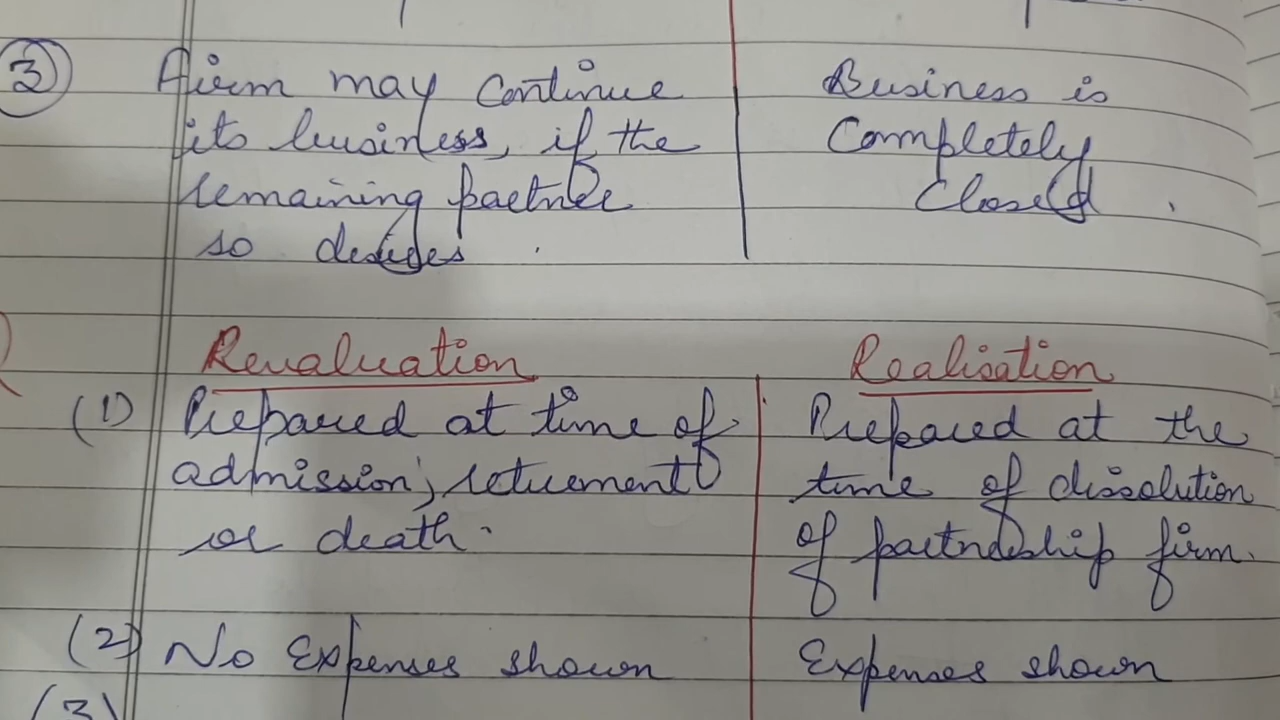 3 Firm may continue
its business, if the
remaining partner
so decides.
Business is
Completely
Closed.
Revaluation
(1) Prepared at time of
admission, retirement
or death.
(2) No Expenses shown
(3)
Realisation
Prepared at the
time of dissolution
of partnership firm.
Expenses shown